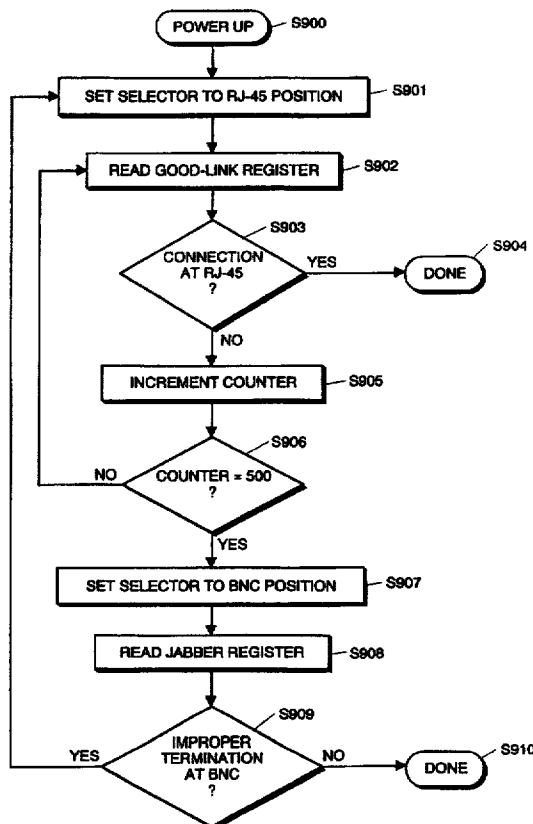 POWER UP
S900
SET SELECTOR TO RJ-45 POSITION
S901
READ GOOD-LINK REGISTER
S902
S903
CONNECTION
AT RJ-45
?
YES
S904
DONE
NO
INCREMENT COUNTER
S905
S906
NO
COUNTER = 500
?
YES
SET SELECTOR TO BNC POSITION
S907
READ JABBER REGISTER
S908
S909
YES
IMPROPER
TERMINATION
AT BNC
?
NO
S910
DONE